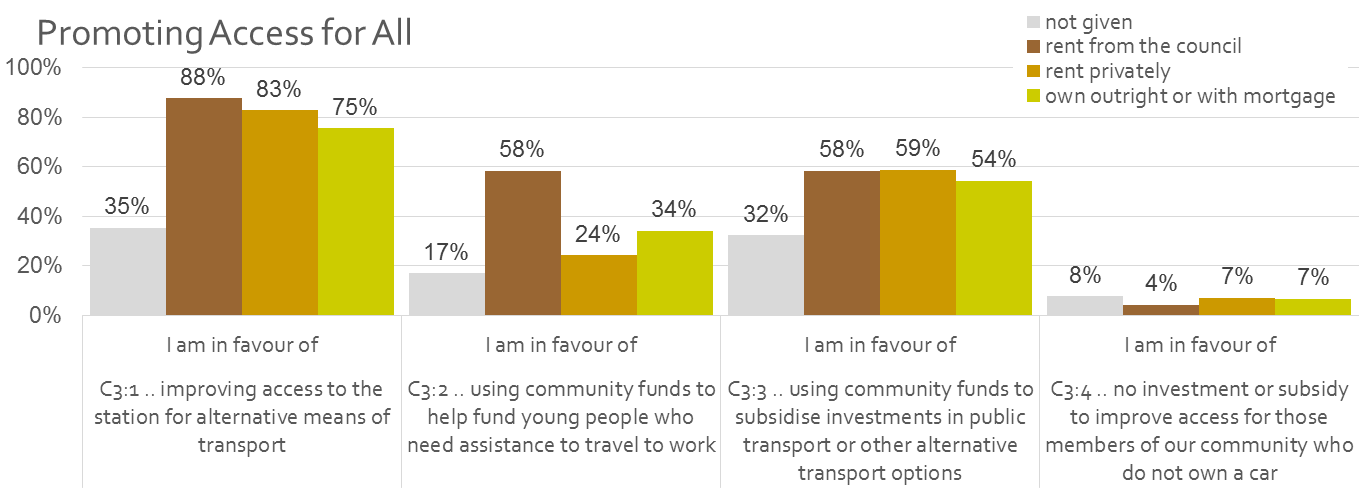 Promoting Access for All
not given
rent from the council
rent privately
own outright or with mortgage
100%
80%
60%
40%
20%
0%
35%
88%
83%
75%
17%
58%
24%
34%
32%
58%
59%
54%
8%
4%
7%
7%
I am in favour of
C3:1 .. improving access to the
station for alternative means of
transport
I am in favour of
C3:2 .. using community funds to
help fund young people who
need assistance to travel to work
I am in favour of
C3:3 .. using community funds to
subsidise investments in public
transport or other alternative
transport options
I am in favour of
C3:4 .. no investment or subsidy
to improve access for those
members of our community who
do not own a car